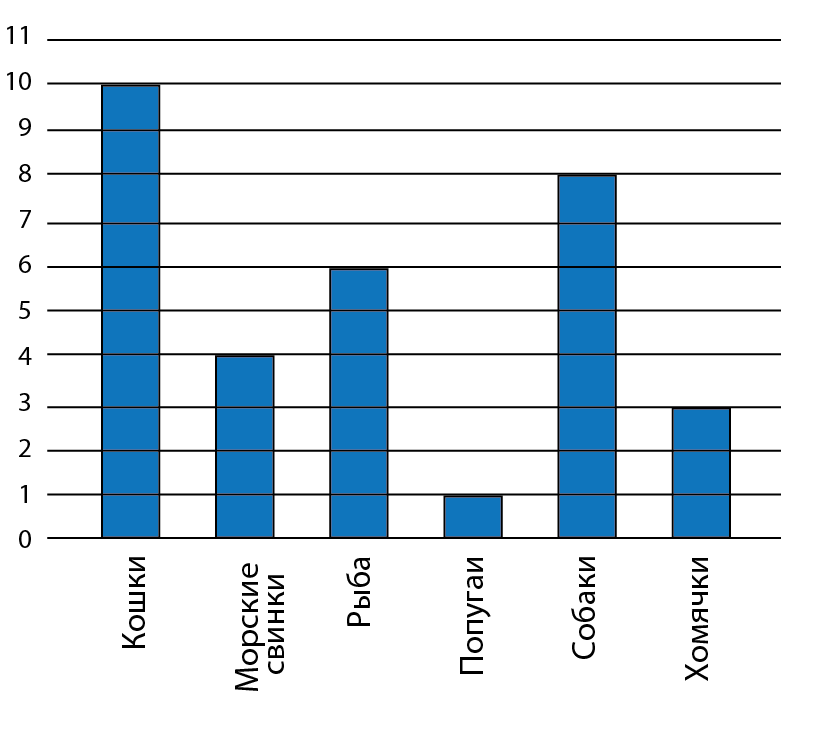 11
10
9
8
7
6
5
4
3
2
1
0
Кошки
Морские
свинки
Рыба
Попугаи
Собаки
Хомячки